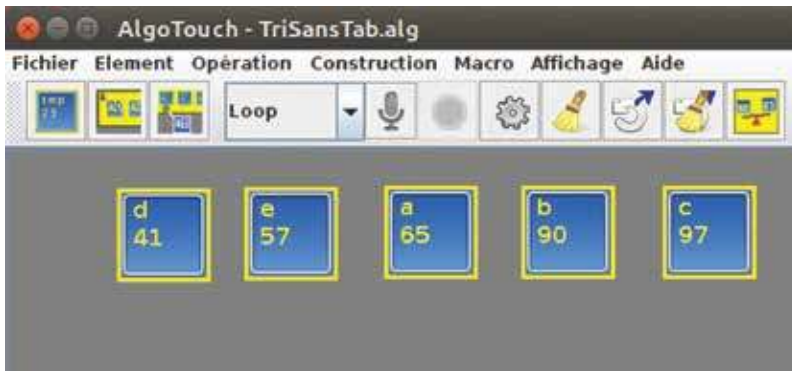 AlgoTouch - TriSansTab.alg
Fichier Element Opération Construction Macro Affichage Aide
Loop
d e a b c
41 57 65 90 97